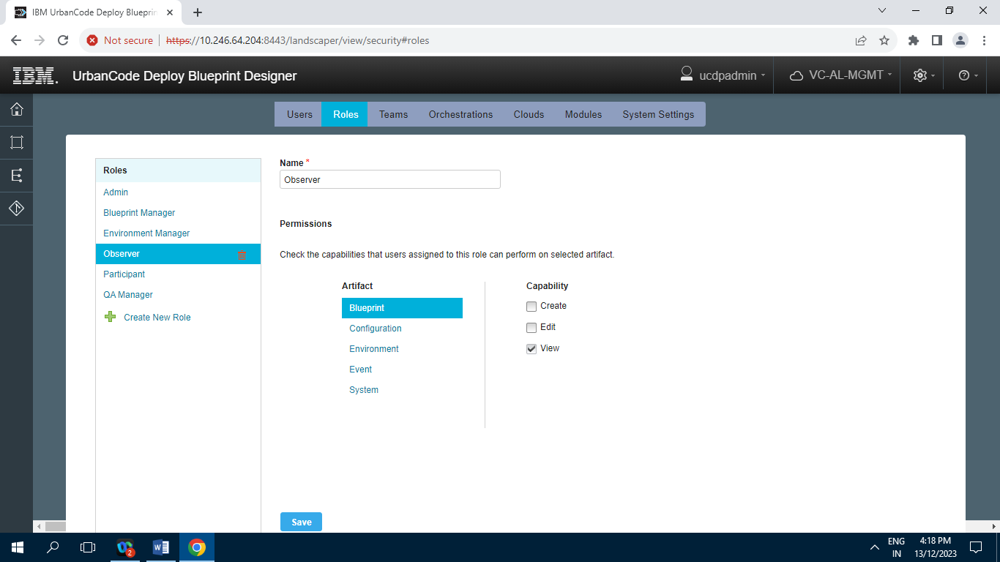 IBM UrbanCode Deploy Blueprin
Not secure https://10.246.64.204:8443/landscaper/view/security#roles
IBM. UrbanCode Deploy Blueprint Designer ucdpadmin VC-AL-MGMT
Users Roles Teams Orchestrations Clouds Modules System Settings
Roles
Admin
Blueprint Manager
Environment Manager
Observer
Participant
QA Manager
Create New Role
Name *
Observer
Permissions
Check the capabilities that users assigned to this role can perform on selected artifact.
Artifact
Blueprint
Configuration
Environment
Event
System
Capability
Create
Edit
View
Save
2
ENG
IN
4:18 PM
13/12/2023